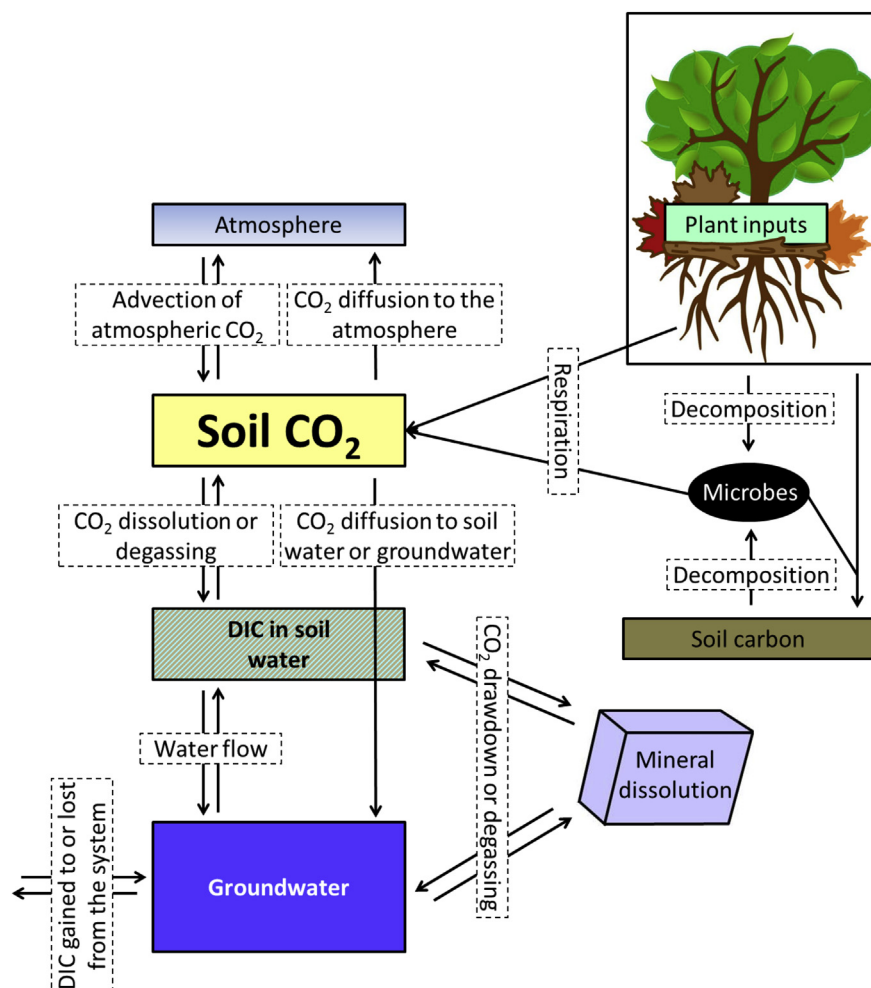 Plant inputs
Atmosphere
Advection of
atmospheric CO₂
CO₂ diffusion to the
atmosphere
Respiration
Decomposition
Soil CO₂
Microbes
CO₂ dissolution or
degassing
CO₂ diffusion to soil
water or groundwater
Decomposition
DIC in soil
water
Soil carbon
CO₂ drawdown or degassing
Water flow
Mineral
dissolution
DIC gained to or lost
from the system
Groundwater